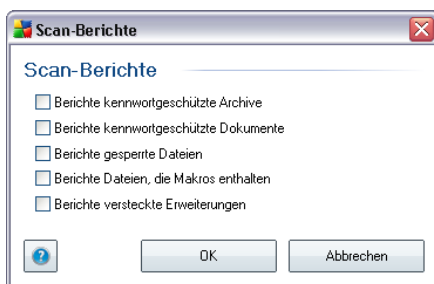 Scan-Berichte
Scan-Berichte
Berichte kennwortgeschützte Archive
Berichte kennwortgeschützte Dokumente
Berichte gesperrte Dateien
Berichte Dateien, die Makros enthalten
Berichte versteckte Erweiterungen
?
OK
Abbrechen